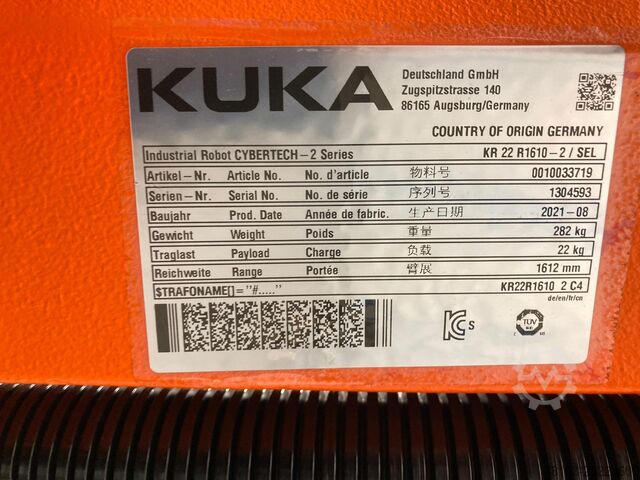 KUKA
Deutschland GmbH
Zugspitzstrasse 140
86165 Augsburg/Germany
COUNTRY OF ORIGIN GERMANY
Industrial Robot CYBERTECH-2 Series KR 22 R1610-2 / SEL
Artikel-Nr. Article No. No. d'article 物料号 0010033719
Serien-Nr. Serial No. No. de série 序列号 1304593
Baujahr Prod. Date Année de fabric. 生产日期 2021-08
Gewicht Weight Poids 重量 282 kg
Traglast Payload Charge 负载 22 kg
Reichweite Range Portée 臂展 1612 mm
$TRAFONAME[]="#....." KR22R1610_2 C4
de/en/fr/cn
S
TÜV